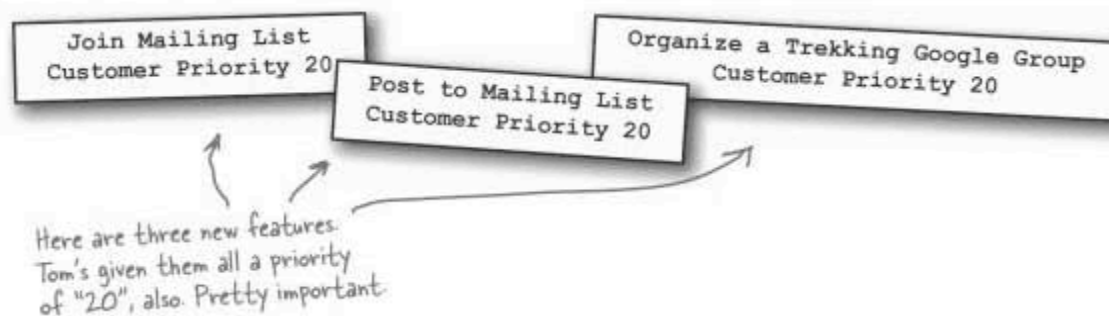 Join Mailing List
Customer Priority 20
Post to Mailing List
Customer Priority 20
Organize a Trekking Google Group
Customer Priority 20
Here are three new features.
Tom's given them all a priority
of "20", also. Pretty important.